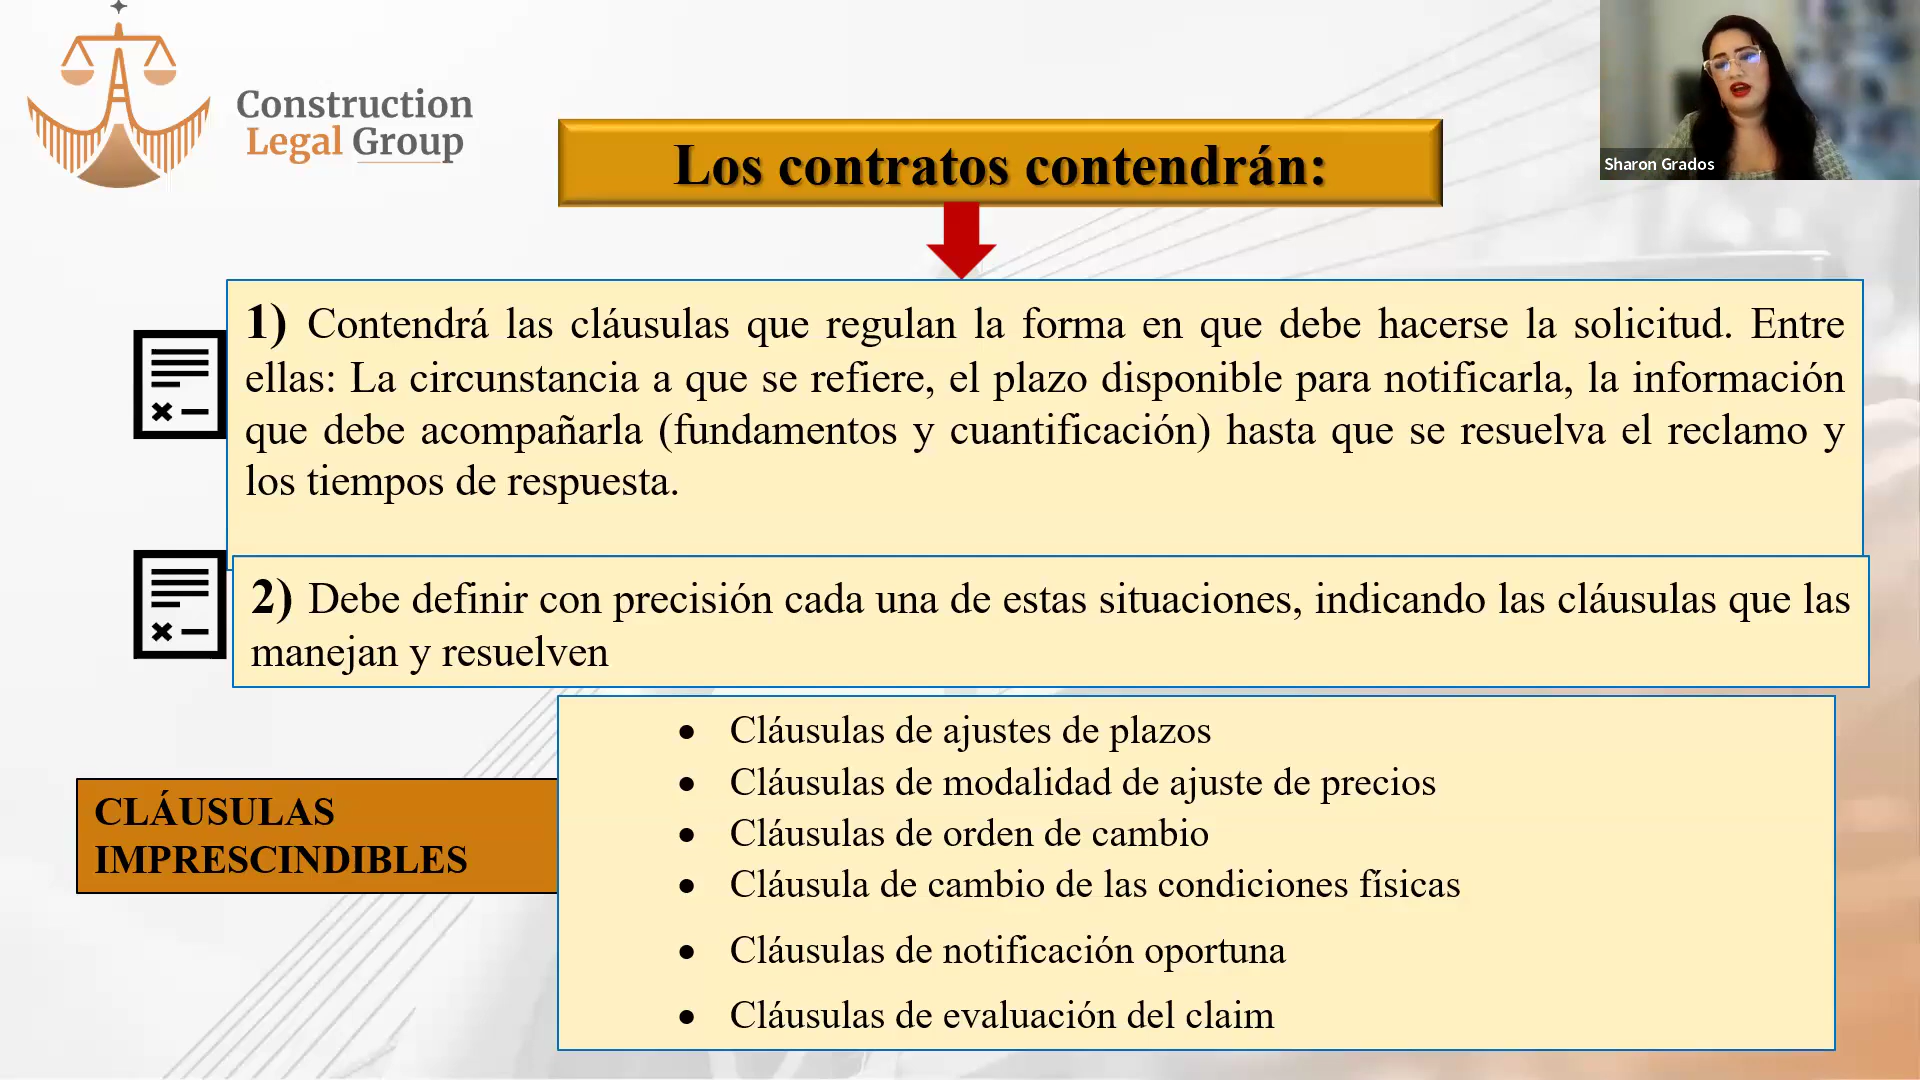 Construction
Legal Group
Sharon Grados
Los contratos contendrán:
1) Contendrá las cláusulas que regulan la forma en que debe hacerse la solicitud. Entre
ellas: La circunstancia a que se refiere, el plazo disponible para notificarla, la información
que debe acompañarla (fundamentos y cuantificación) hasta que se resuelva el reclamo y
los tiempos de respuesta.
2) Debe definir con precisión cada una de estas situaciones, indicando las cláusulas que las
manejan y resuelven
CLÁUSULAS
IMPRESCINDIBLES
• Cláusulas de ajustes de plazos
• Cláusulas de modalidad de ajuste de precios
• Cláusulas de orden de cambio
• Cláusula de cambio de las condiciones físicas
• Cláusulas de notificación oportuna
• Cláusulas de evaluación del claim